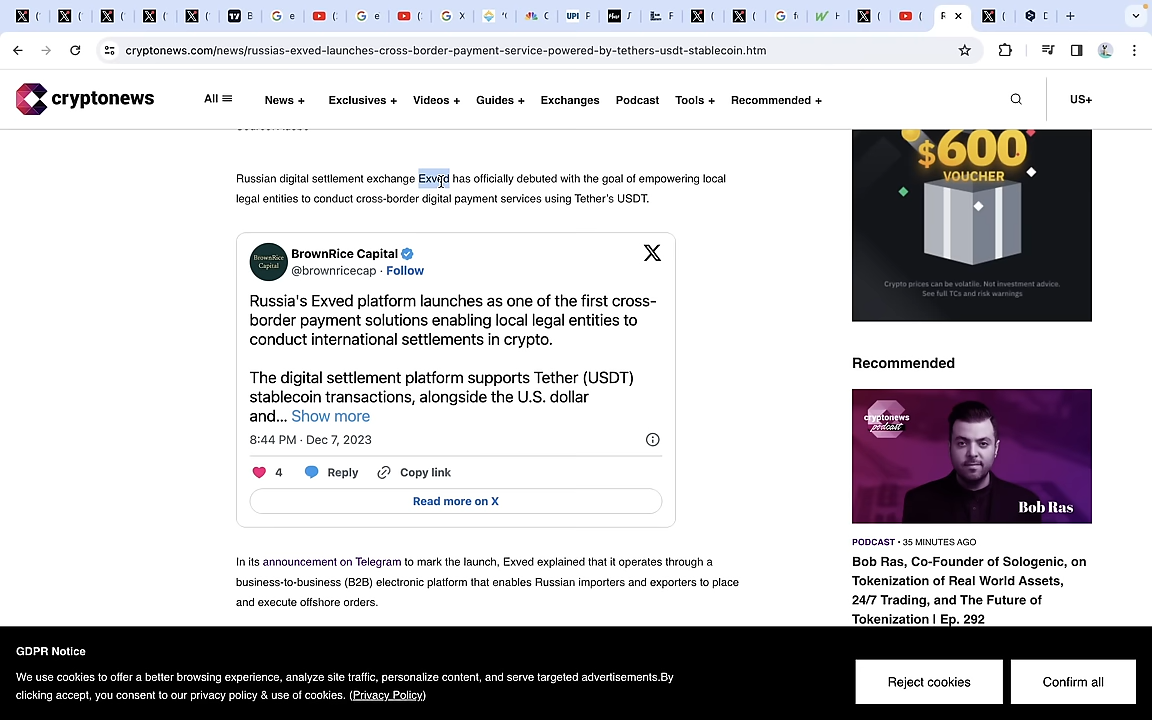 cryptonews.com/news/russias-exved-launches-cross-border-payment-service-powered-by-tethers-usdt-stablecoin.htm
cryptonews
All
News +
Exclusives +
Videos +
Guides +
Exchanges
Podcast
Tools +
Recommended +
US+
Russian digital settlement exchange Exved has officially debuted with the goal of empowering local
legal entities to conduct cross-border digital payment services using Tether's USDT.
BrownRice Capital
BrownRice Capital
@brownricecap · Follow
Russia's Exved platform launches as one of the first cross-
border payment solutions enabling local legal entities to
conduct international settlements in crypto.
The digital settlement platform supports Tether (USDT)
stablecoin transactions, alongside the U.S. dollar
and... Show more
8:44 PM · Dec 7, 2023
4 Reply Copy link
Read more on X
In its announcement on Telegram to mark the launch, Exved explained that it operates through a
business-to-business (B2B) electronic platform that enables Russian importers and exporters to place
and execute offshore orders.
$600
VOUCHER
Crypto prices can be volatile. Not investment advice.
See full TCs and risk warnings
Recommended
cryptonews
podcast
Bob Ras
PODCAST • 35 MINUTES AGO
Bob Ras, Co-Founder of Sologenic, on
Tokenization of Real World Assets,
24/7 Trading, and The Future of
Tokenization | Ep. 292
GDPR Notice
We use cookies to offer a better browsing experience, analyze site traffic, personalize content, and serve targeted advertisements.By
clicking accept, you consent to our privacy policy & use of cookies. (Privacy Policy)
Reject cookies
Confirm all